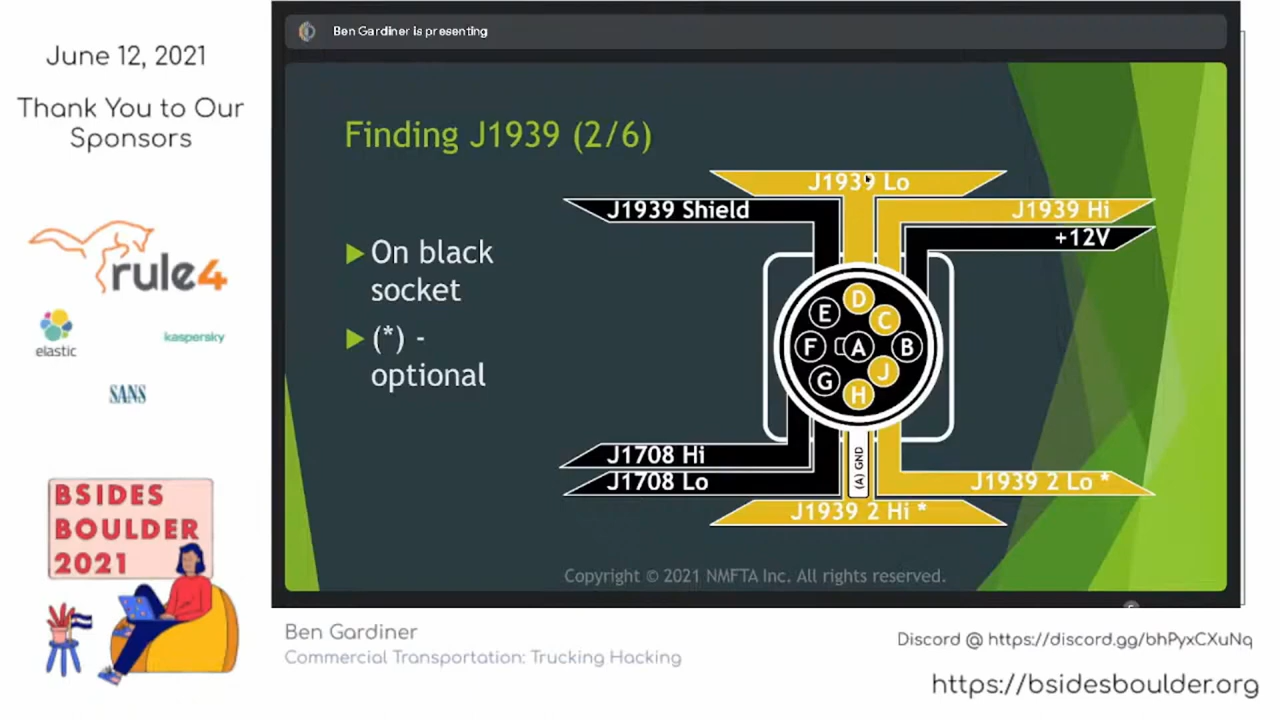 June 12, 2021
Thank You to Our
Sponsors
rule4
elastic
kaspersky
SANS
BSIDES
BOULDER
2021
Ben Gardiner is presenting
Finding J1939 (2/6)
On black
socket
(*) -
optional
J1939 Lo
J1939 Shield
J1939 Hi
+12V
D
E
C
F
A
B
G
J
H
J1708 Hi
J1708 Lo
(A) GND
J1939 2 Lo *
J1939 2 Hi *
Copyright © 2021 NMFTA Inc. All rights reserved.
Ben Gardiner
Commercial Transportation: Trucking Hacking
Discord @ https://discord.gg/bhPyxCXuNq
https://bsidesboulder.org